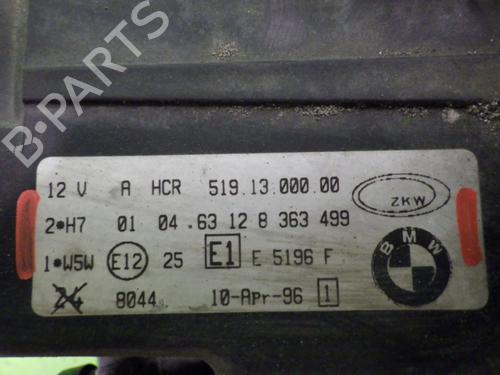 B-PARTS
12 V A HCR 519.13.000.00 ZKW
2•H7 01 04.63 12 8 363 499
1•W5W E12 25 E1 E 5196 F BMW
24 8044 10-Apr-96 1